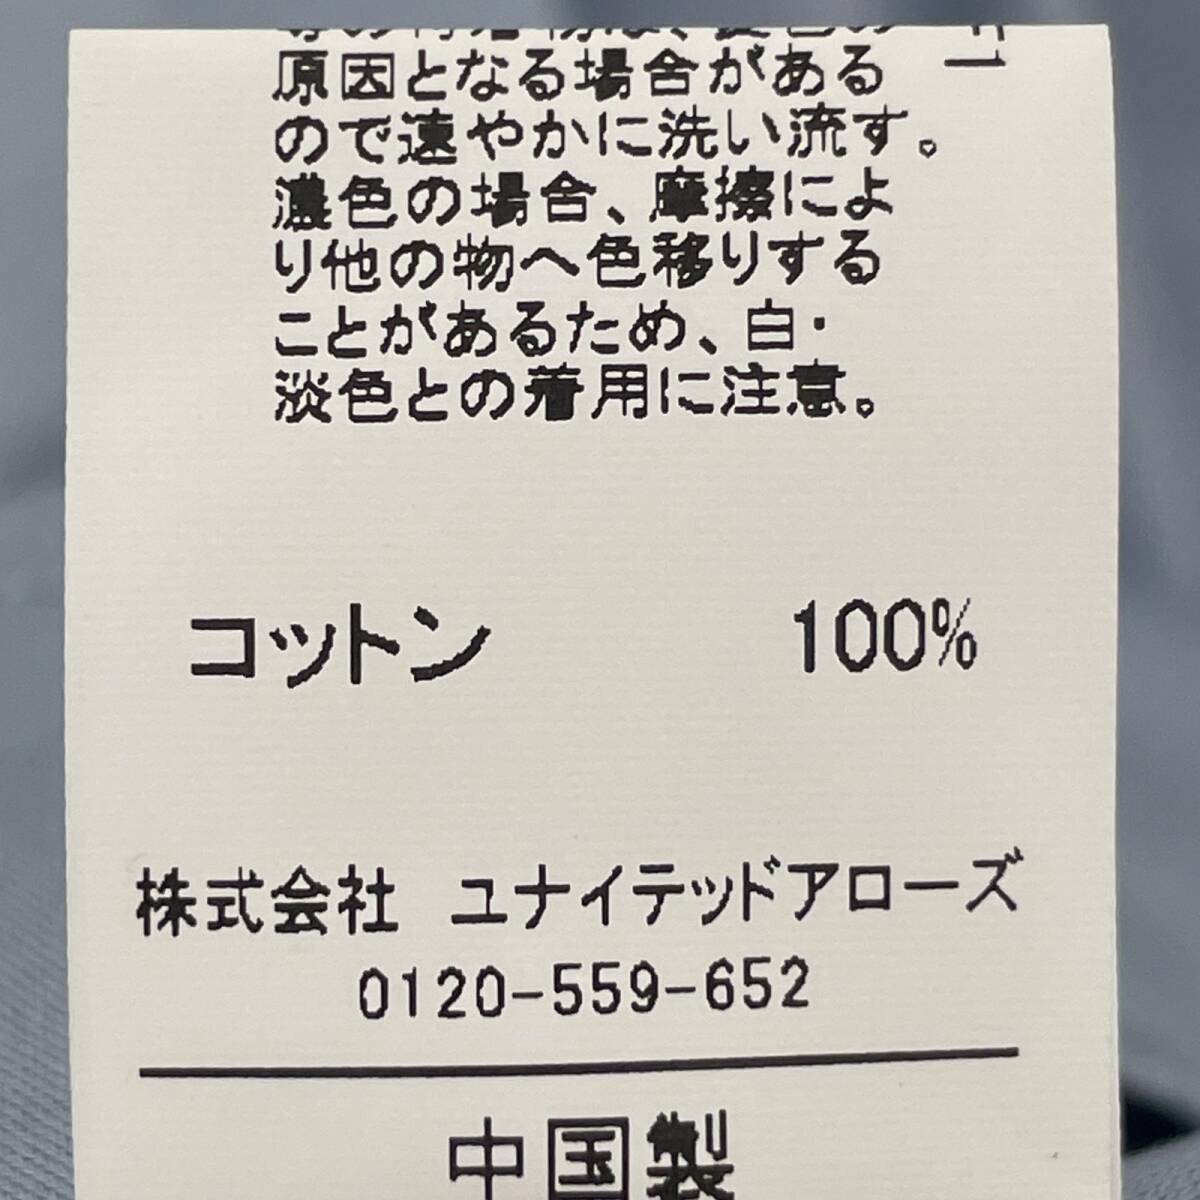 原因となる場合がある
ので速やかに洗い流す。
濃色の場合、摩擦によ
り他の物へ色移りする
ことがあるため、白・
淡色との着用に注意。
コットン 100%
株式会社 ユナイテッドアローズ
0120-559-652
中国製